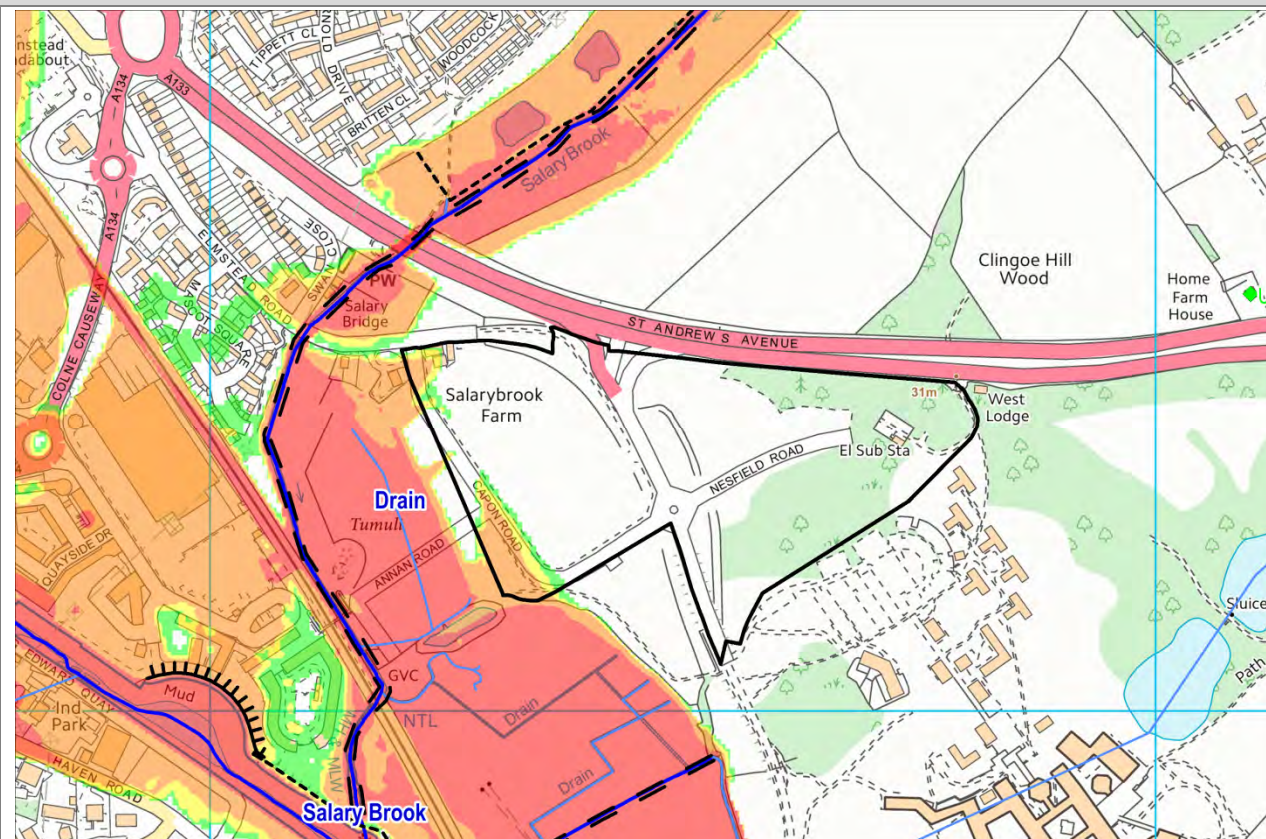 TIPPETT CL
DRIVE
WOODCOCK
BRITTEN CL
A134
A133
A134
COLNE CAUSEWAY
ELMSTEAD ROAD
MASCOT SQUARE
SWAN
CLOSE
PW
Salary
Bridge
Salary Brook
ST ANDREW'S AVENUE
Clingoe Hill
Wood
Home
Farm
House
Salarybrook
Farm
31m
West
Lodge
El Sub Sta
NESFIELD ROAD
CAPON ROAD
Drain
Tumuli
ANNAN ROAD
QUAYSIDE DR
EDWARD QUAY
Mud
Ind
Park
HAVEN ROAD
GVC
NTL
MLW
Drain
Drain
Salary Brook
Sluice
Path